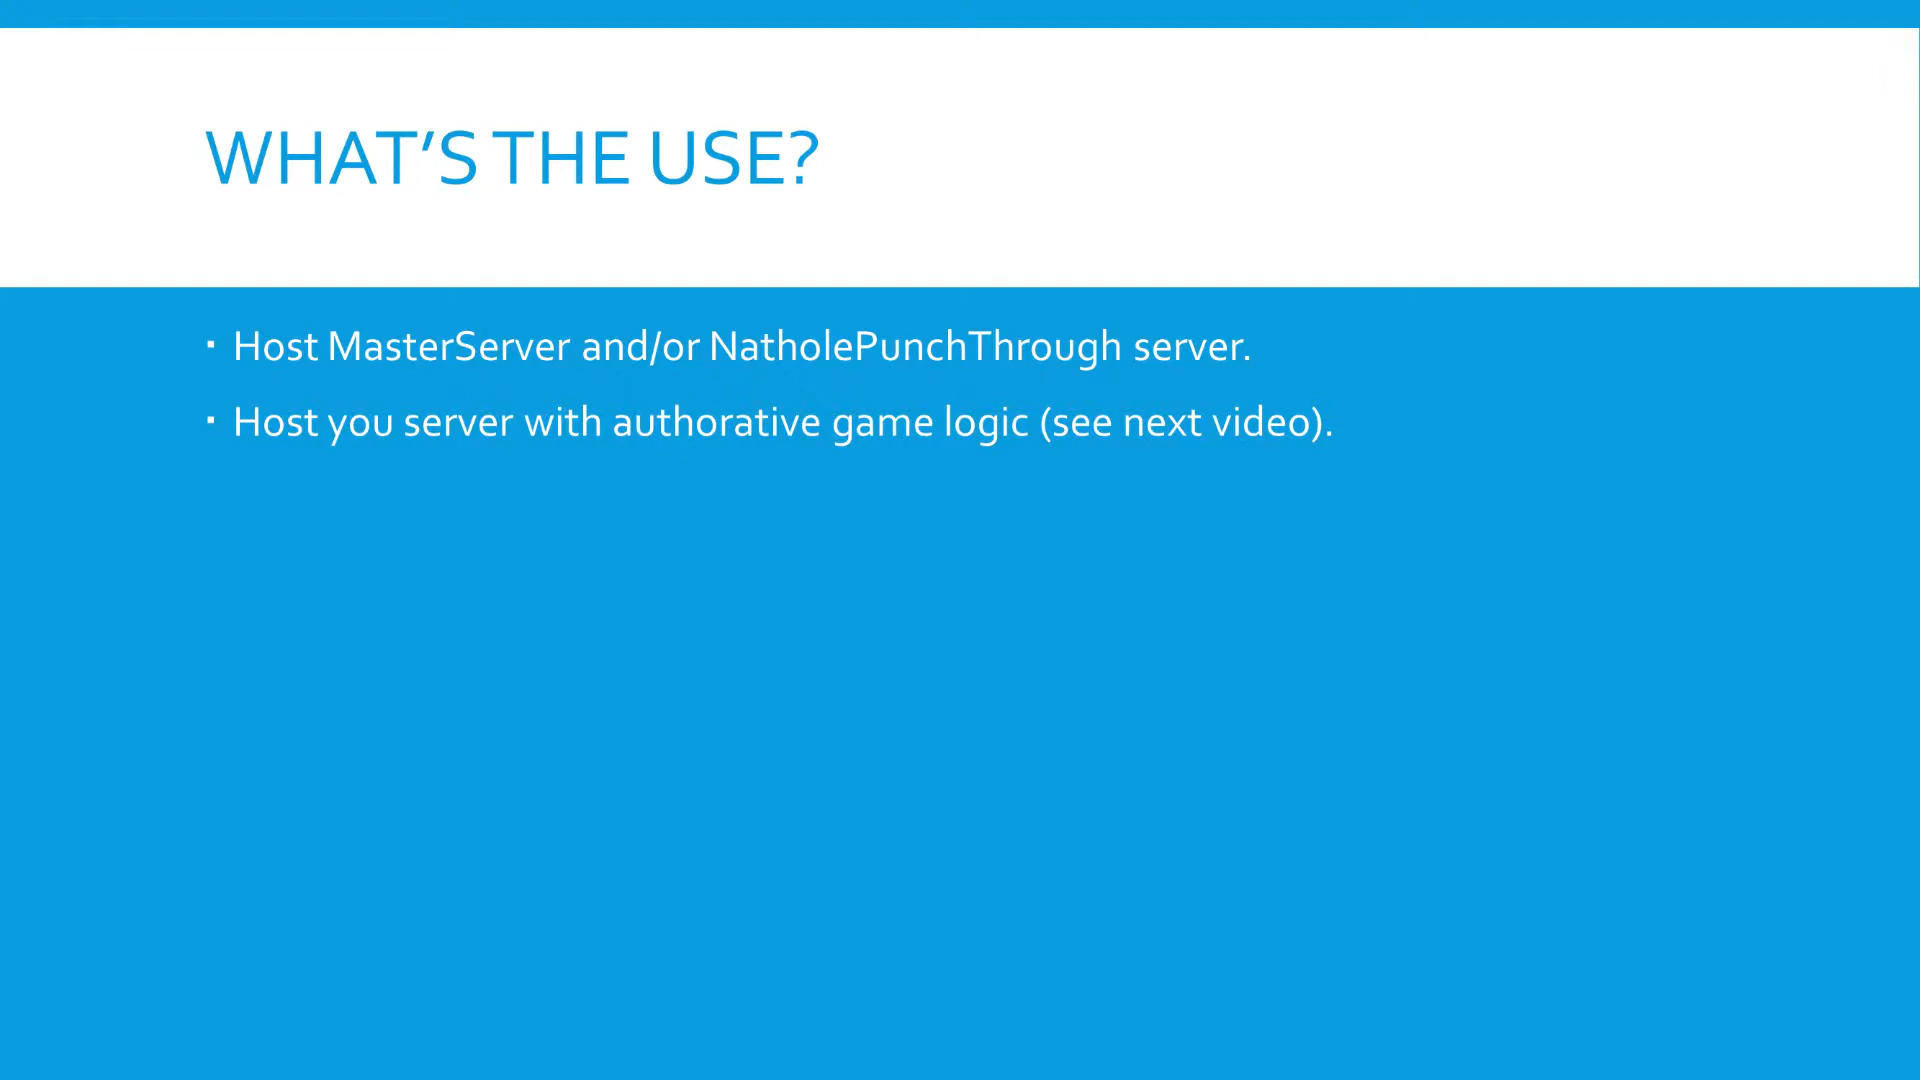 WHAT’S THE USE?
▪ Host MasterServer and/or NatholePunchThrough server.
▪ Host you server with authorative game logic (see next video).